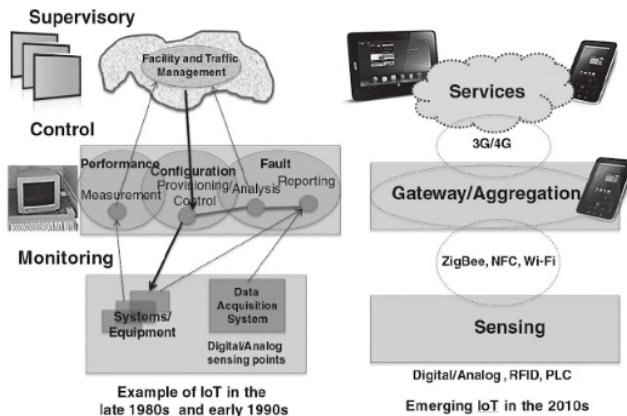 Supervisory
Facility and Traffic
Management
Control
Performance
Configuration
Fault
Measurement
Provisioning/
Control
Analysis
Reporting
Monitoring
Systems/
Equipment
Data
Acquisition
System
Digital/Analog
sensing points
Example of IoT in the
late 1980s and early 1990s
Services
3G/4G
Gateway/Aggregation
ZigBee, NFC, Wi-Fi
Sensing
Digital/Analog , RFID, PLC
Emerging IoT in the 2010s